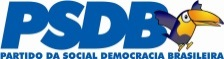 PSDB
PARTIDO DA SOCIAL DEMOCRACIA BRASILEIRA